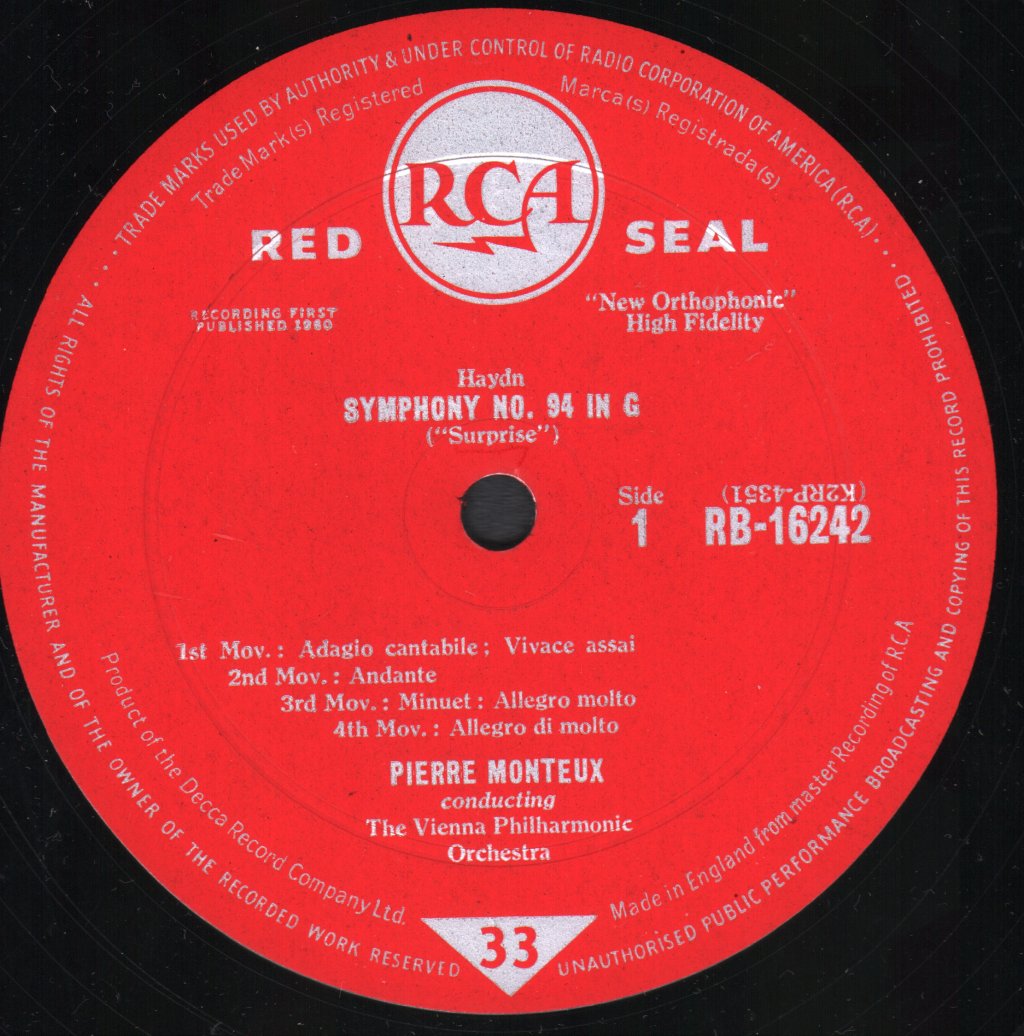 TRADE MARKS USED BY AUTHORITY & UNDER CONTROL OF RADIO CORPORATION OF AMERICA (R.C.A.)
Trade Mark(s) Registered
Marca(s) Registrada(s)
RCA
RED SEAL
RECORDING FIRST
PUBLISHED 1960
"New Orthophonic"
High Fidelity
Haydn
SYMPHONY NO. 94 IN G
("Surprise")
Side
1
(K2RP-4351)
RB-16242
1st Mov.: Adagio cantabile; Vivace assai
2nd Mov.: Andante
3rd Mov.: Minuet: Allegro molto
4th Mov.: Allegro di molto
PIERRE MONTEUX
conducting
The Vienna Philharmonic
Orchestra
Product of the Decca Record Company Ltd.
Made in England from master Recording of R.C.A
33
ALL RIGHTS OF THE MANUFACTURER AND OF THE OWNER OF THE RECORDED WORK RESERVED
UNAUTHORISED PUBLIC PERFORMANCE BROADCASTING AND COPYING OF THIS RECORD PROHIBITED